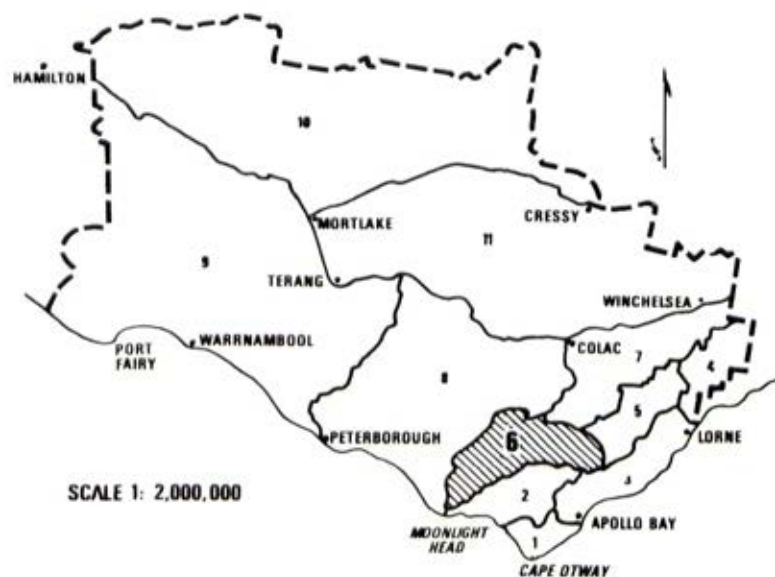 HAMILTON
10
MORTLAKE
CRESSY
11
9
TERANG
WINCHELSEA
PORT
FAIRY
WARRNAMBOOL
COLAC
7
4
8
5
6
PETERBOROUGH
LORNE
SCALE 1: 2,000,000
2
3
MOONLIGHT
HEAD
APOLLO BAY
1
CAPE OTWAY